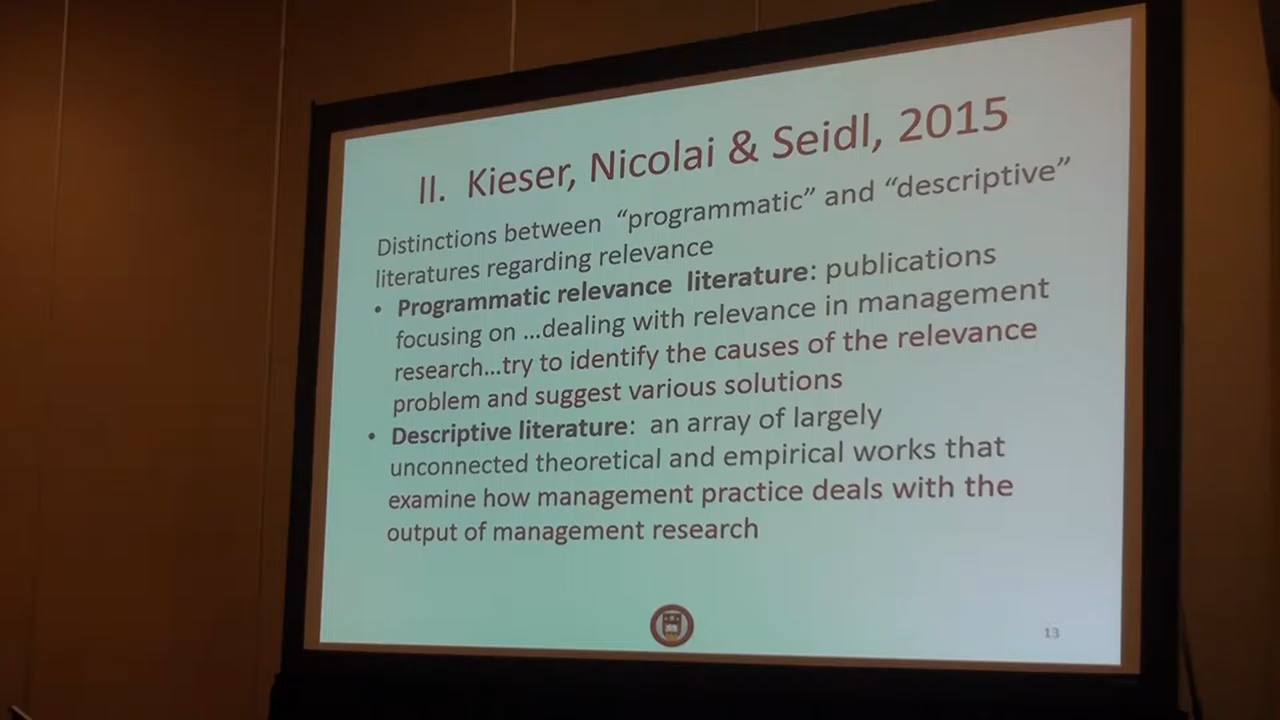 II. Kieser, Nicolai & Seidl, 2015
Distinctions between “programmatic” and “descriptive”
literatures regarding relevance
• Programmatic relevance literature: publications
focusing on ...dealing with relevance in management
research...try to identify the causes of the relevance
problem and suggest various solutions
• Descriptive literature: an array of largely
unconnected theoretical and empirical works that
examine how management practice deals with the
output of management research
13